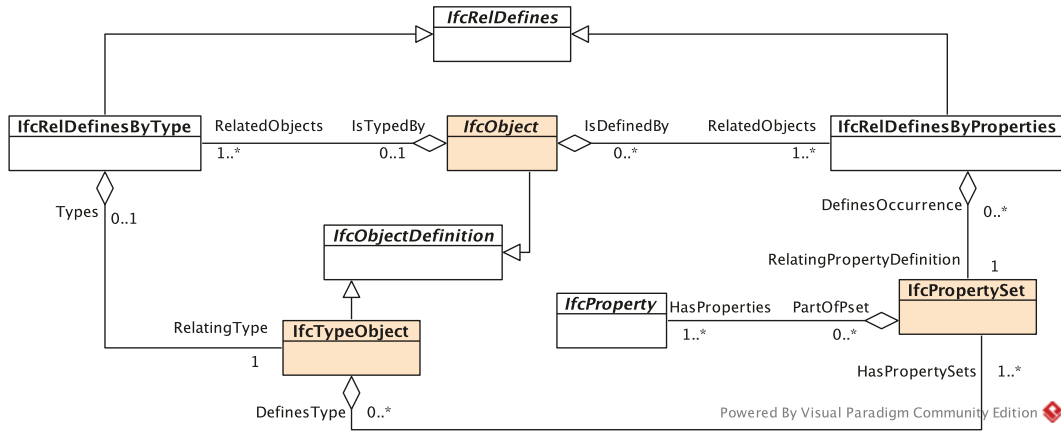 IfcRelDefines
IfcRelDefinesByType
RelatedObjects
1..*
IsTypedBy
0..1
IfcObject
IsDefinedBy
0..*
RelatedObjects
1..*
IfcRelDefinesByProperties
Types
0..1
DefinesOccurrence
0..*
IfcObjectDefinition
RelatingPropertyDefinition
1
IfcPropertySet
IfcProperty
HasProperties
1..*
PartOfPset
0..*
RelatingType
1
IfcTypeObject
HasPropertySets
1..*
DefinesType
0..*
Powered By Visual Paradigm Community Edition